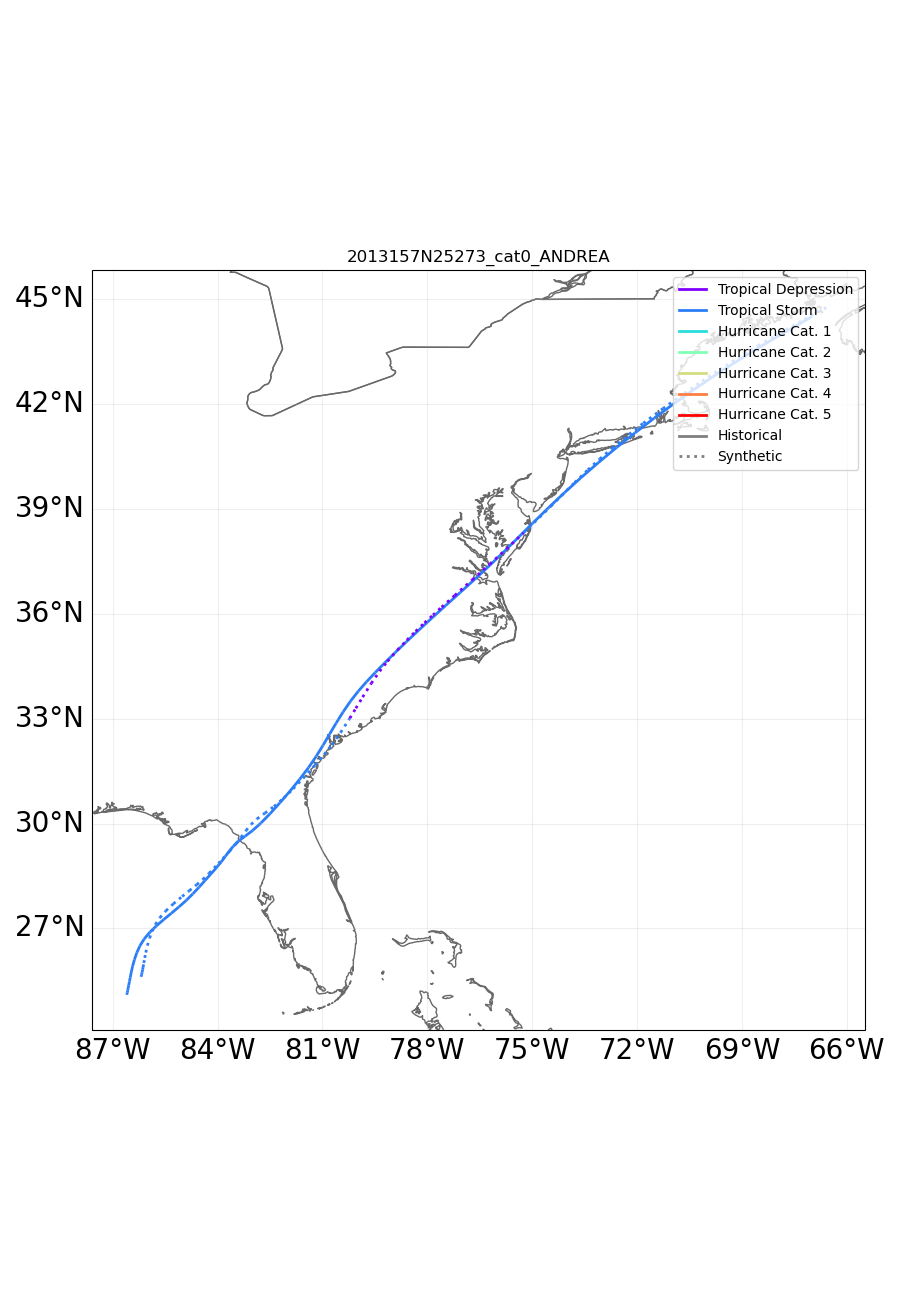 2013157N25273_cat0_ANDREA
45°N
42°N
39°N
36°N
33°N
30°N
27°N
Tropical Depression
Tropical Storm
Hurricane Cat. 1
Hurricane Cat. 2
Hurricane Cat. 3
Hurricane Cat. 4
Hurricane Cat. 5
Historical
Synthetic
87°W 84°W 81°W 78°W 75°W 72°W 69°W 66°W